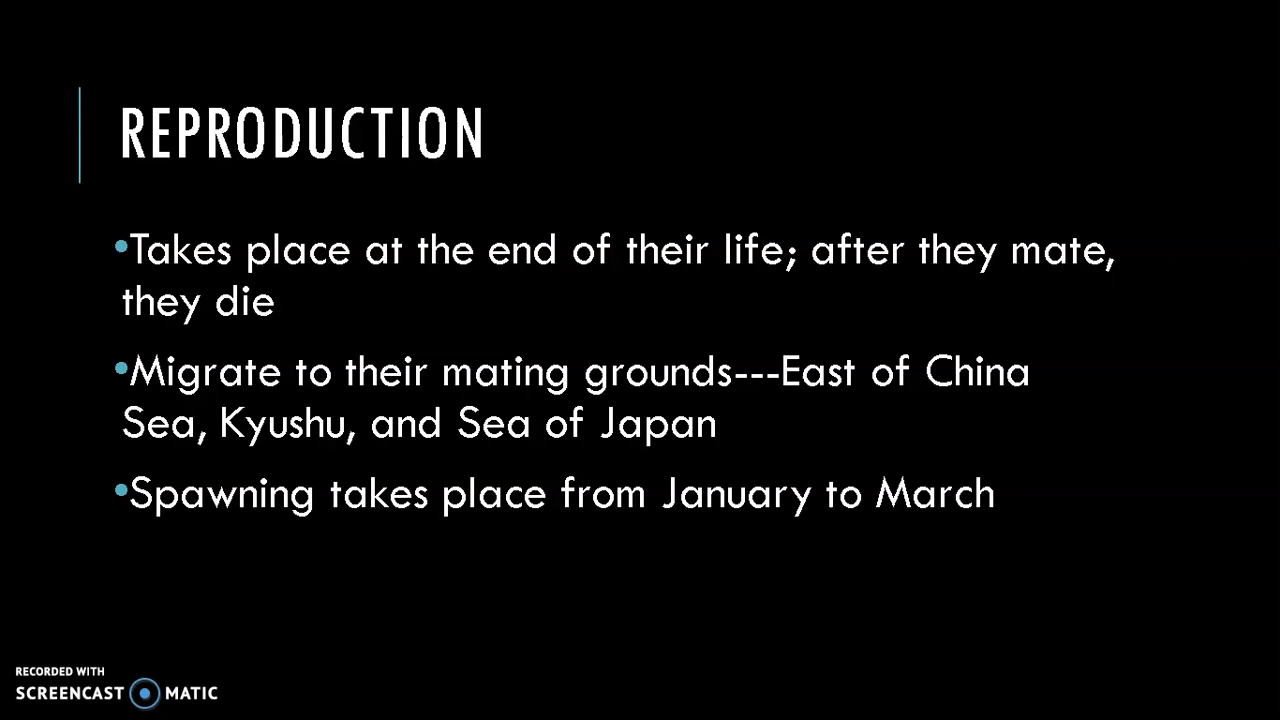 REPRODUCTION
•Takes place at the end of their life; after they mate,
they die
•Migrate to their mating grounds---East of China
Sea, Kyushu, and Sea of Japan
•Spawning takes place from January to March
RECORDED WITH
SCREENCAST MATIC